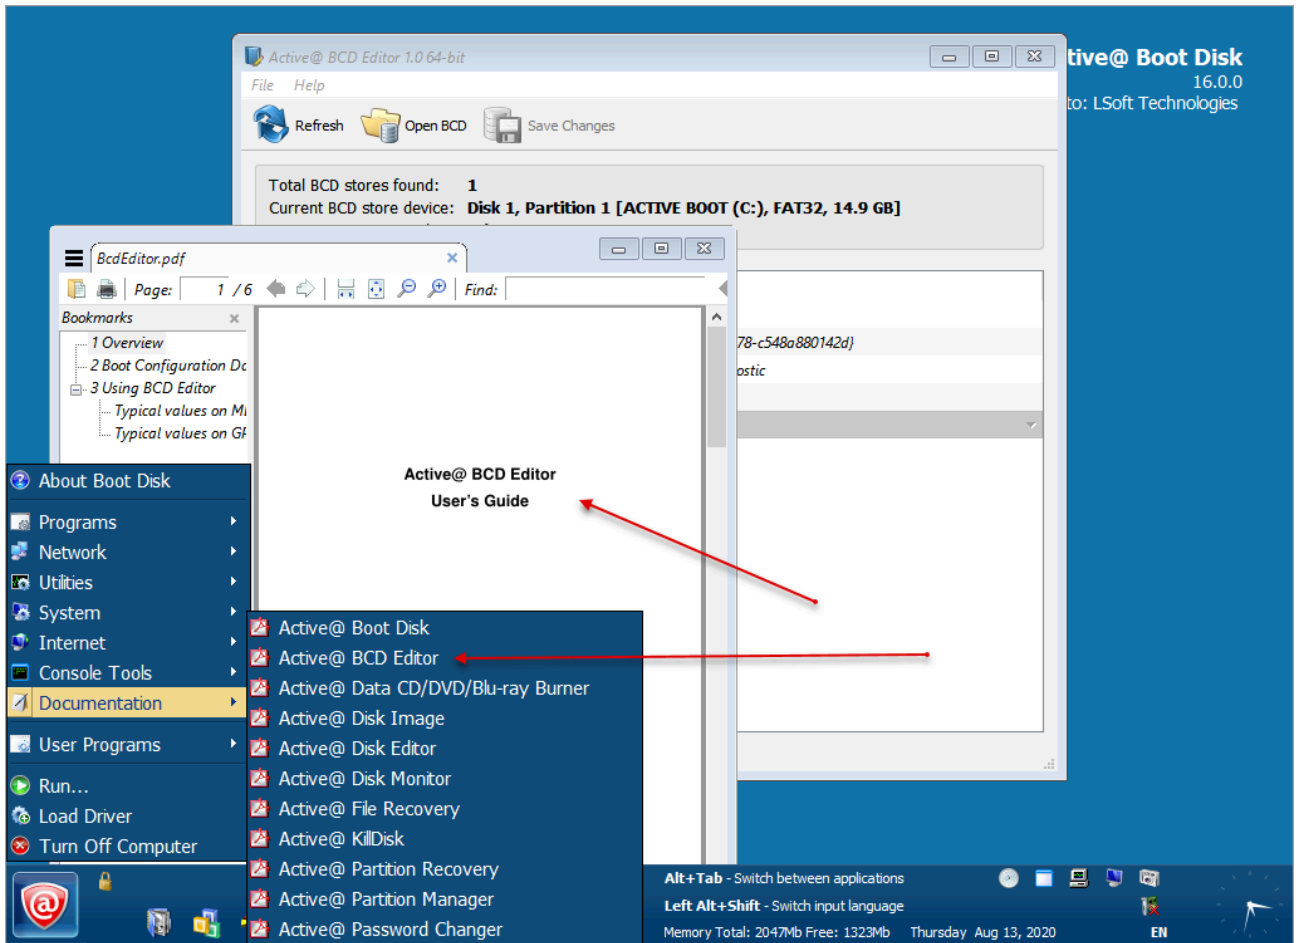 Active@ BCD Editor 1.0 64-bit
File Help
Refresh Open BCD Save Changes
Total BCD stores found: 1
Current BCD store device: Disk 1, Partition 1 [ACTIVE BOOT (C:), FAT32, 14.9 GB]
tive@ Boot Disk
16.0.0
to: LSoft Technologies
78-c548a880142d}
ostic
BcdEditor.pdf
Page: 1 / 6 Find:
Bookmarks
1 Overview
2 Boot Configuration Da
3 Using BCD Editor
Typical values on
Typical values on
Active@ BCD Editor
User's Guide
About Boot Disk
Programs
Network
Utilities
System
Internet
Console Tools
Documentation
User Programs
Run...
Load Driver
Turn Off Computer
Active@ Boot Disk
Active@ BCD Editor
Active@ Data CD/DVD/Blu-ray Burner
Active@ Disk Image
Active@ Disk Editor
Active@ Disk Monitor
Active@ File Recovery
Active@ KillDisk
Active@ Partition Recovery
Active@ Partition Manager
Active@ Password Changer
Alt+Tab - Switch between applications
Left Alt+Shift - Switch input language
Memory Total: 2047Mb Free: 1323Mb Thursday Aug 13, 2020 EN